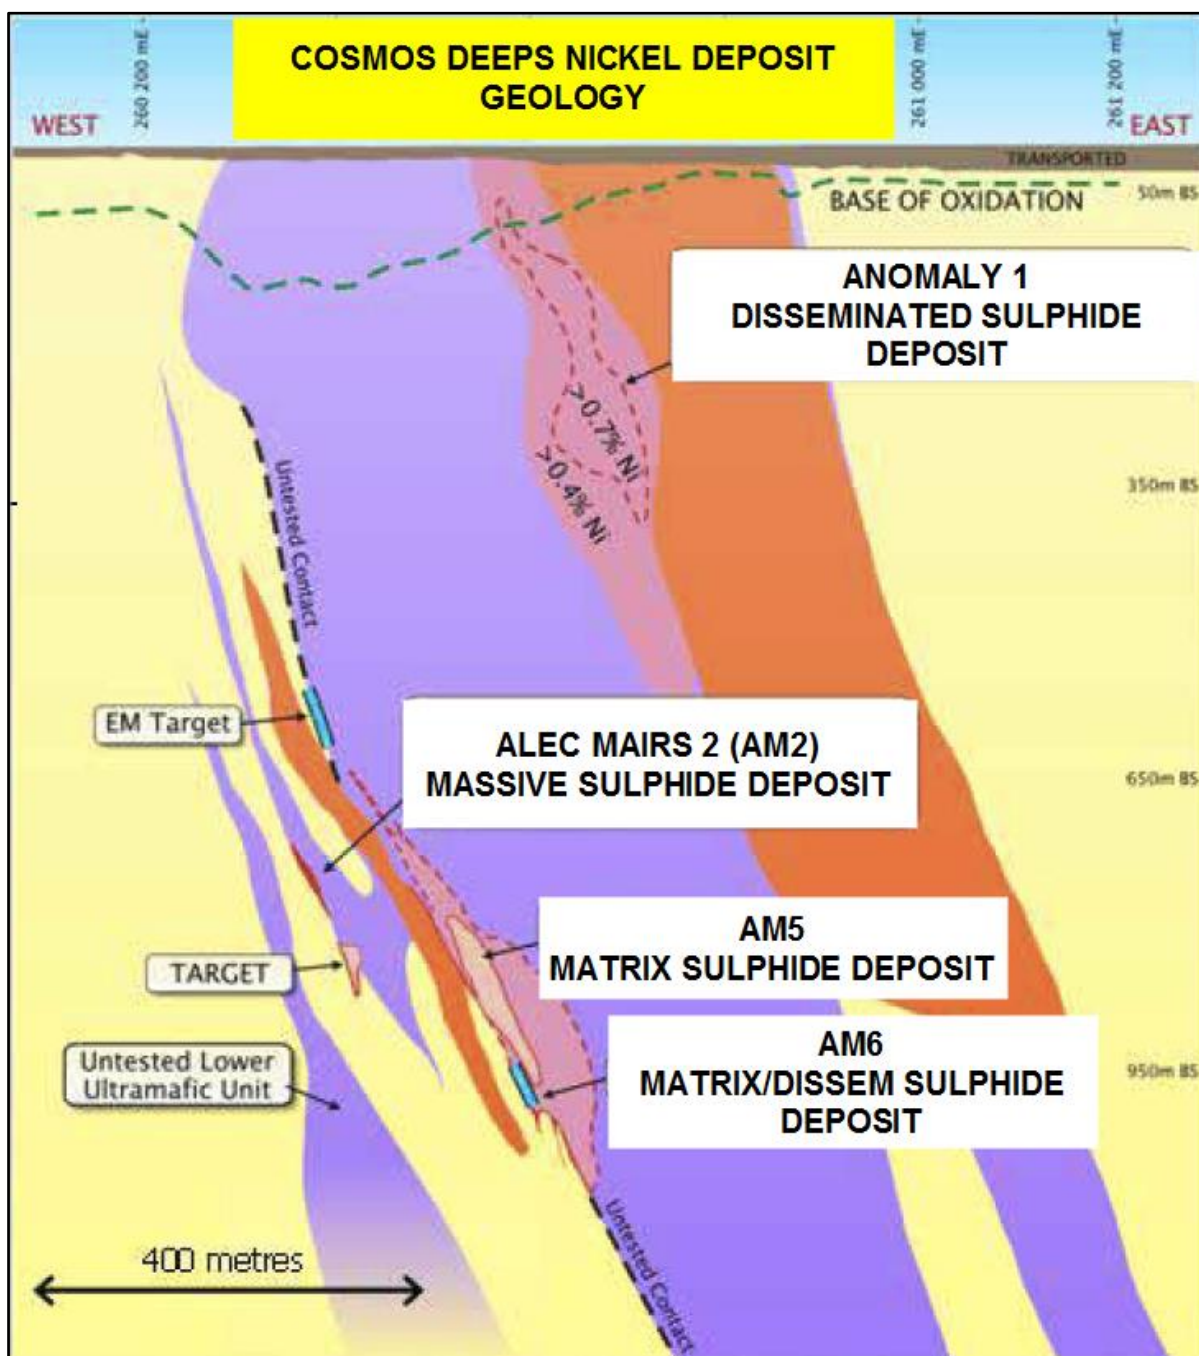 COSMOS DEEPS NICKEL DEPOSIT
GEOLOGY
WEST
260 200 mE
261 000 mE
261 200 mE
EAST
TRANSPORTED
BASE OF OXIDATION
50m BS
ANOMALY 1
DISSEMINATED SULPHIDE
DEPOSIT
>0.7% Ni
>0.4% Ni
350m BS
Untested Contact
EM Target
ALEC MAIRS 2 (AM2)
MASSIVE SULPHIDE DEPOSIT
650m BS
AM5
MATRIX SULPHIDE DEPOSIT
TARGET
AM6
MATRIX/DISSEM SULPHIDE
DEPOSIT
950m BS
Untested Lower
Ultramafic Unit
Untested Contact
400 metres